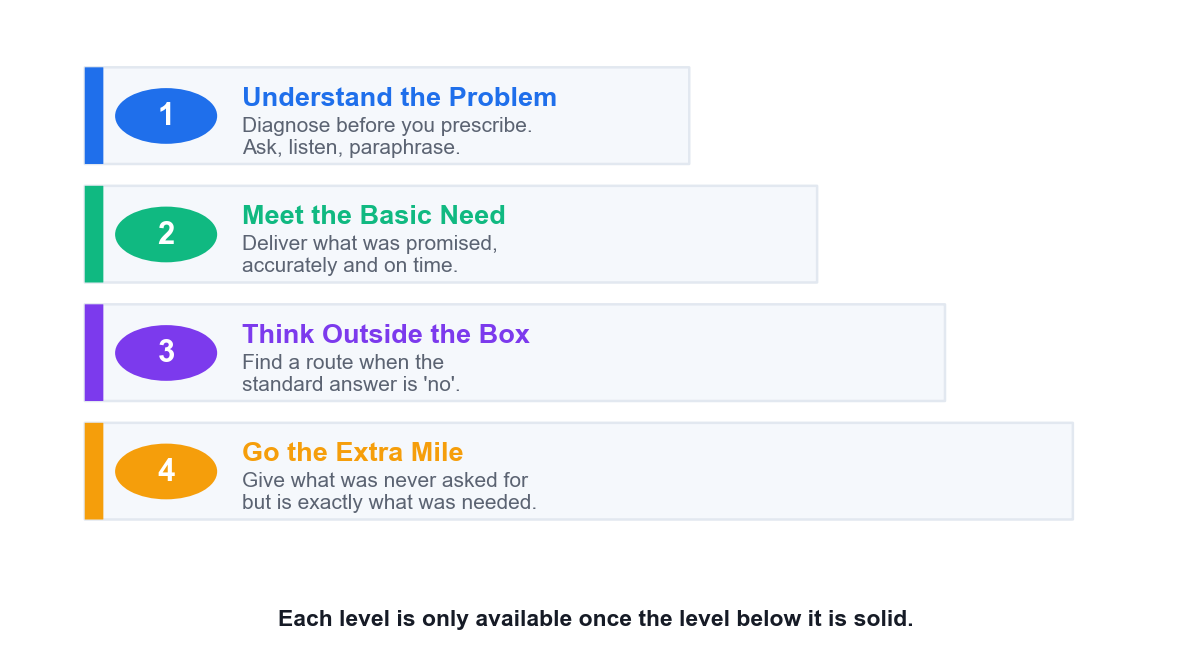 1
Understand the Problem
Diagnose before you prescribe.
Ask, listen, paraphrase.
2
Meet the Basic Need
Deliver what was promised,
accurately and on time.
3
Think Outside the Box
Find a route when the
standard answer is 'no'.
4
Go the Extra Mile
Give what was never asked for
but is exactly what was needed.
Each level is only available once the level below it is solid.